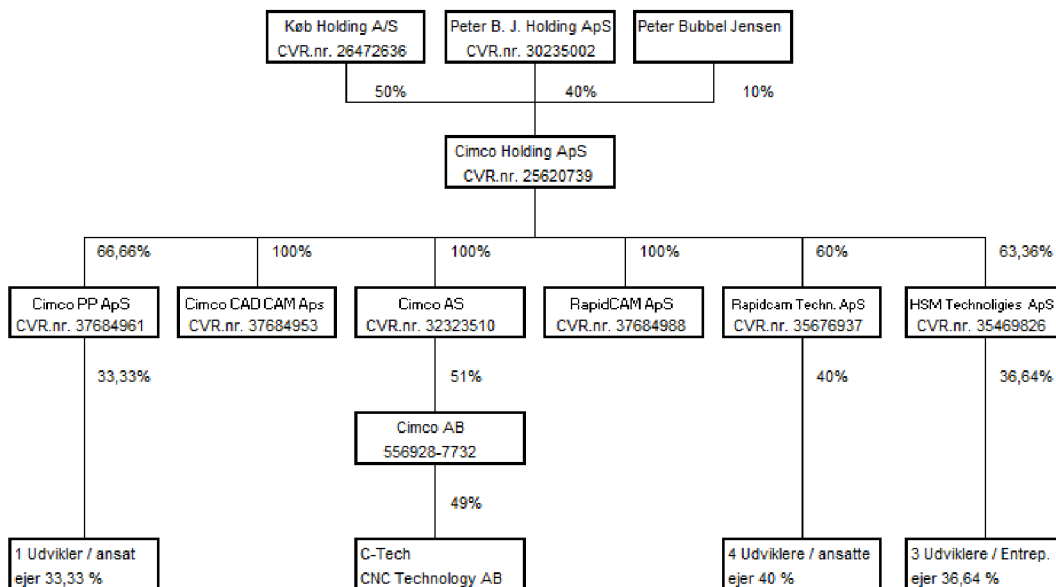 Køb Holding A/S
CVR.nr. 26472636
Peter B. J. Holding ApS
CVR.nr. 30235002
Peter Bubbel Jensen
50%
40%
10%
Cimco Holding ApS
CVR.nr. 25620739
66,66%
100%
100%
100%
60%
63,36%
Cimco PP ApS
CVR.nr. 37684961
Cimco CAD CAM Aps
CVR.nr. 37684953
Cimco AS
CVR.nr. 32323510
RapidCAM ApS
CVR.nr. 37684988
Rapidcam Techn. ApS
CVR.nr. 35676937
HSM Technoligies ApS
CVR.nr. 35469826
33,33%
51%
40%
36,64%
Cimco AB
556928-7732
49%
1 Udvikler / ansat
ejer 33,33 %
C-Tech
CNC Technology AB
4 Udviklere / ansatte
ejer 40 %
3 Udviklere / Entrep.
ejer 36,64 %